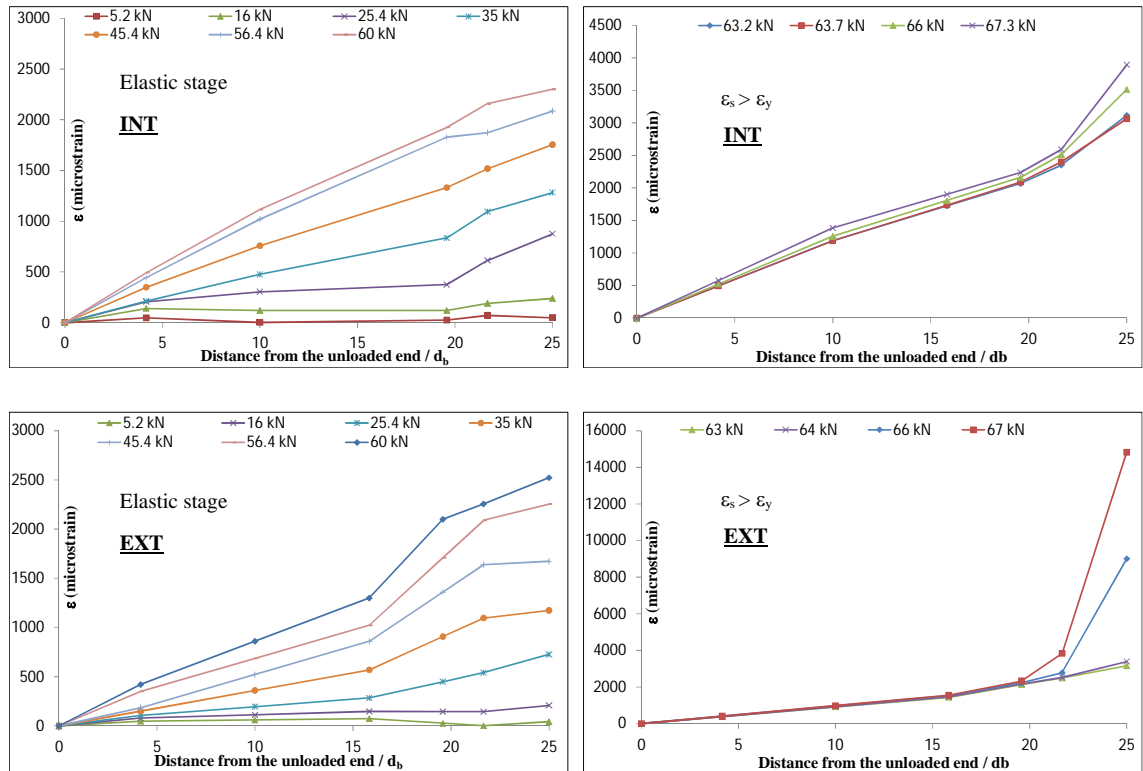 5.2 kN 16 kN 25.4 kN 35 kN
45.4 kN 56.4 kN 60 kN
3000
2500
2000
1500
1000
500
0
Elastic stage
INT
ε (microstrain)
0 5 10 15 20 25
Distance from the unloaded end / db
63.2 kN 63.7 kN 66 kN 67.3 kN
4500
4000
3500
3000
2500
2000
1500
1000
500
0
εs > εy
INT
ε (microstrain)
0 5 10 15 20 25
Distance from the unloaded end / db
5.2 kN 16 kN 25.4 kN 35 kN
45.4 kN 56.4 kN 60 kN
3000
2500
2000
1500
1000
500
0
Elastic stage
EXT
ε (microstrain)
0 5 10 15 20 25
Distance from the unloaded end / db
63 kN 64 kN 66 kN 67 kN
16000
14000
12000
10000
8000
6000
4000
2000
0
εs > εy
EXT
ε (microstrain)
0 5 10 15 20 25
Distance from the unloaded end / db